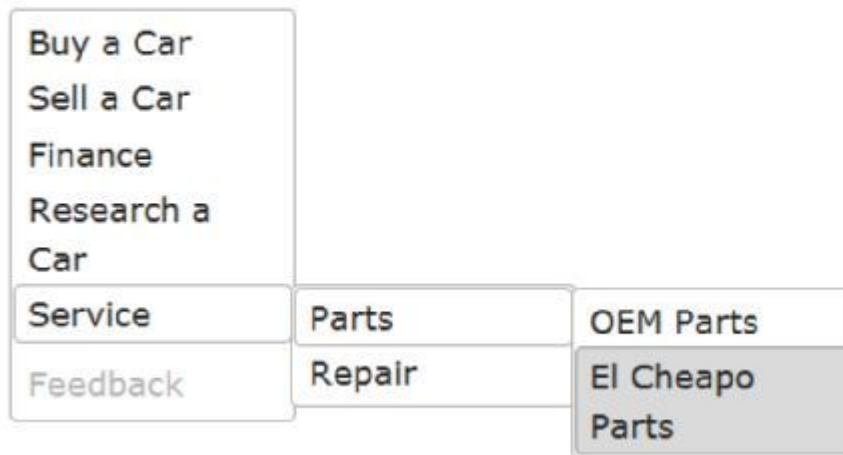 Buy a Car
Sell a Car
Finance
Research a
Car
Service
Feedback
Parts
Repair
OEM Parts
El Cheapo
Parts